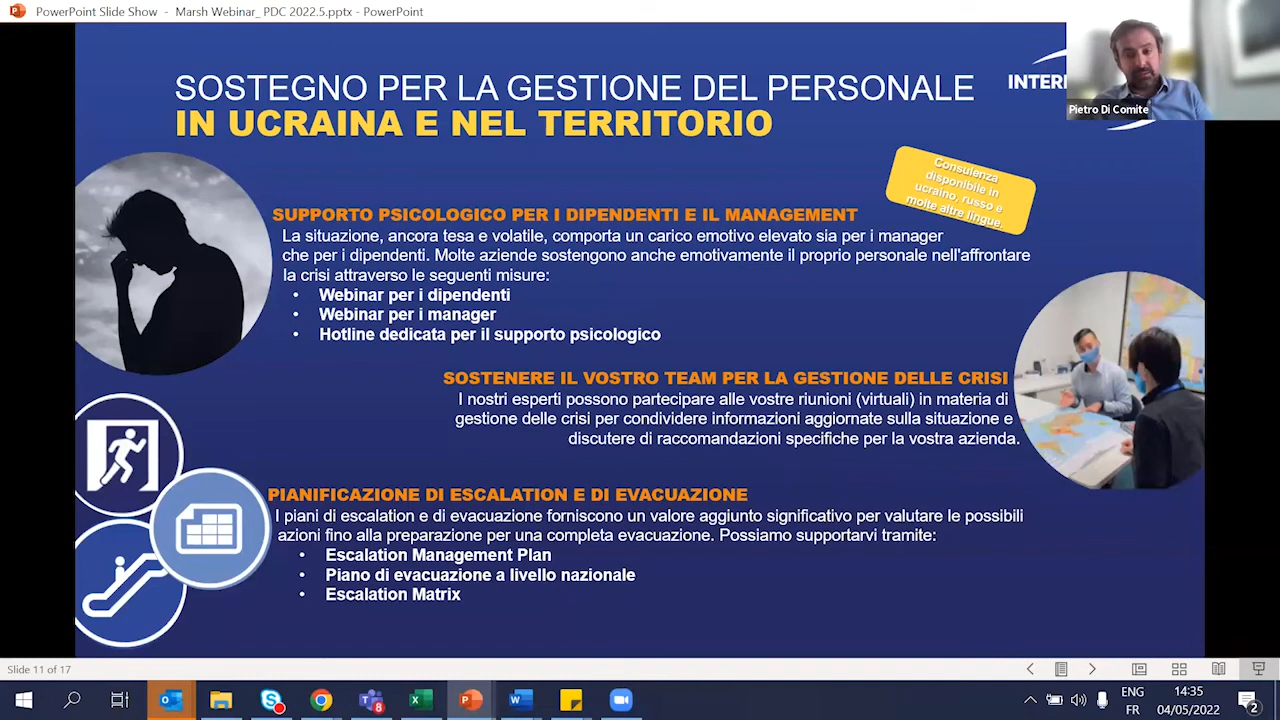 PowerPoint Slide Show - Marsh Webinar_ PDC 2022.5.pptx - PowerPoint
SOSTEGNO PER LA GESTIONE DEL PERSONALE
IN UCRAINA E NEL TERRITORIO
Pietro Di Comite
Consulenza
disponibile in
ucraino, russo e
molte altre lingue.
SUPPORTO PSICOLOGICO PER I DIPENDENTI E IL MANAGEMENT
La situazione, ancora tesa e volatile, comporta un carico emotivo elevato sia per i manager
che per i dipendenti. Molte aziende sostengono anche emotivamente il proprio personale nell'affrontare
la crisi attraverso le seguenti misure:
• Webinar per i dipendenti
• Webinar per i manager
• Hotline dedicata per il supporto psicologico
SOSTENERE IL VOSTRO TEAM PER LA GESTIONE DELLE CRISI
I nostri esperti possono partecipare alle vostre riunioni (virtuali) in materia di
gestione delle crisi per condividere informazioni aggiornate sulla situazione e
discutere di raccomandazioni specifiche per la vostra azienda.
PIANIFICAZIONE DI ESCALATION E DI EVACUAZIONE
I piani di escalation e di evacuazione forniscono un valore aggiunto significativo per valutare le possibili
azioni fino alla preparazione per una completa evacuazione. Possiamo supportarvi tramite:
• Escalation Management Plan
• Piano di evacuazione a livello nazionale
• Escalation Matrix
Slide 11 of 17
ENG
FR
14:35
04/05/2022
8
2